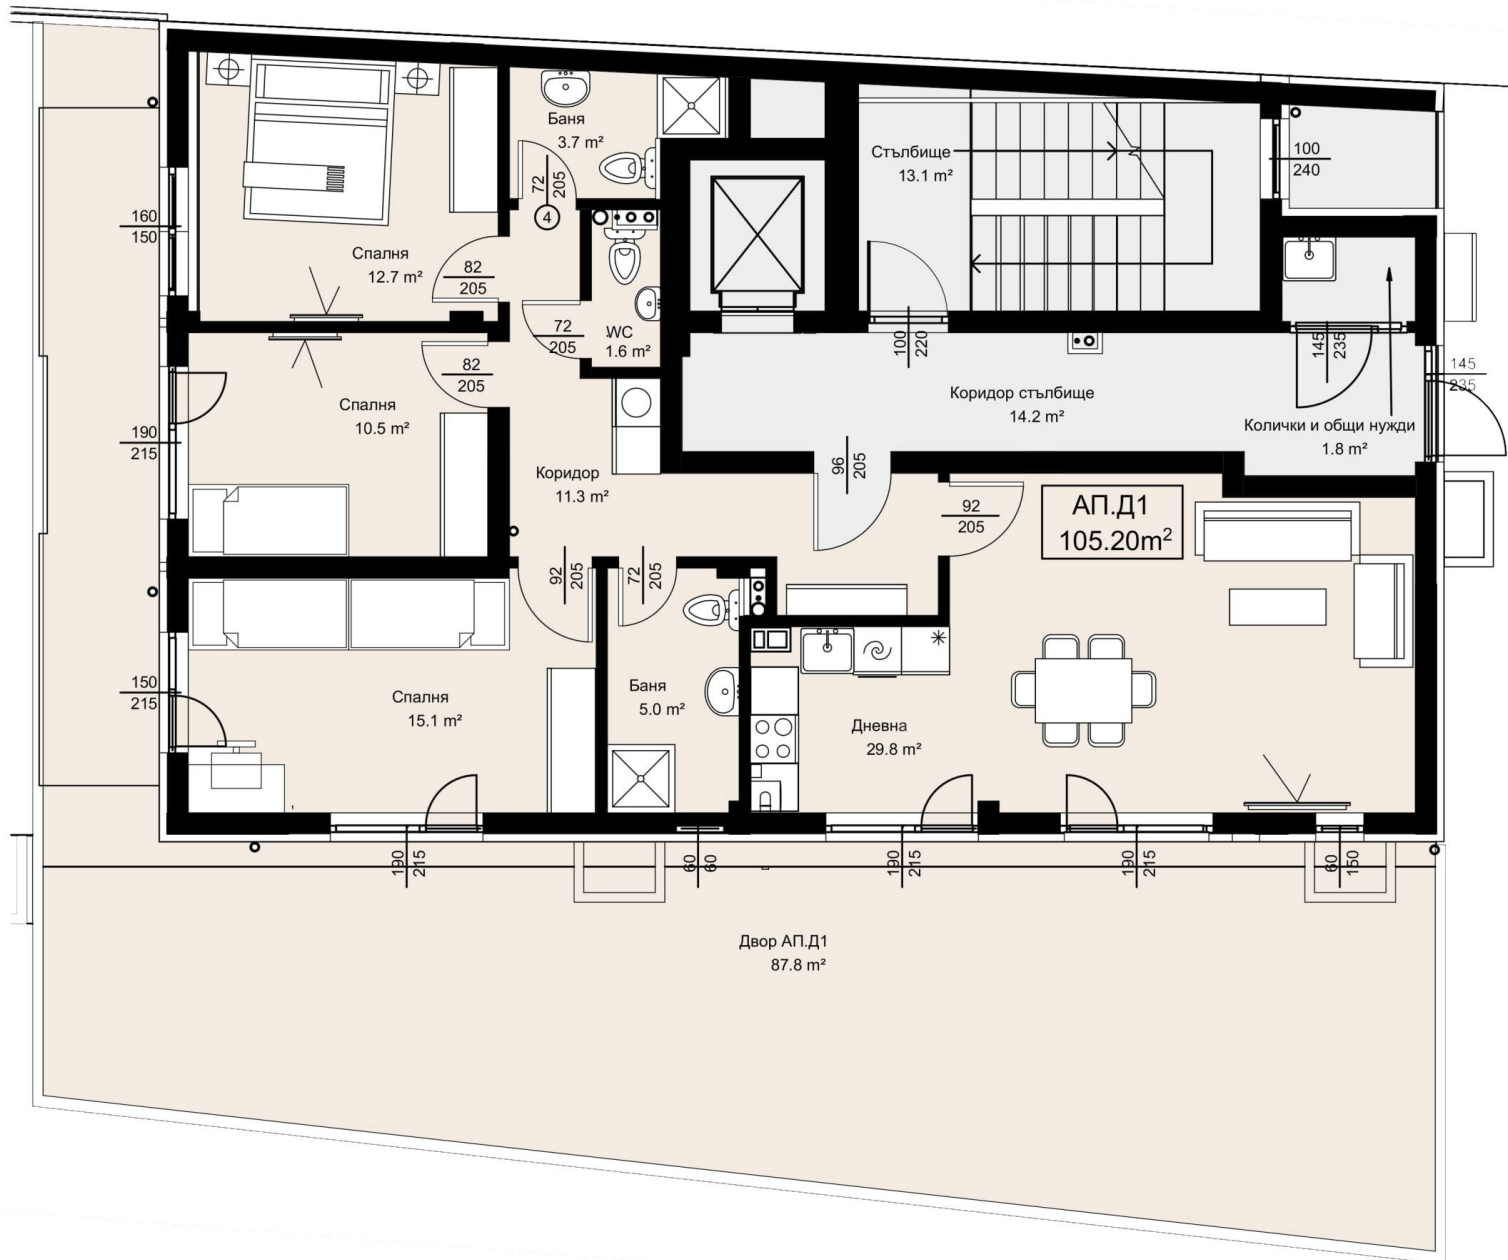 Баня
3.7 m²
72
205
4
Стълбище
13.1 m²
100
240
160
150
Спалня
12.7 m²
82
205
72
205
WC
1.6 m²
100
220
145
235
145
235
82
205
Спалня
10.5 m²
190
215
Коридор стълбище
14.2 m²
Колички и общи нужди
1.8 m²
Коридор
11.3 m²
96
205
92
205
АП.Д1
105.20m²
92
205
72
205
150
215
Спалня
15.1 m²
Баня
5.0 m²
Дневна
29.8 m²
190
215
60
60
190
215
190
215
60
150
Двор АП.Д1
87.8 m²